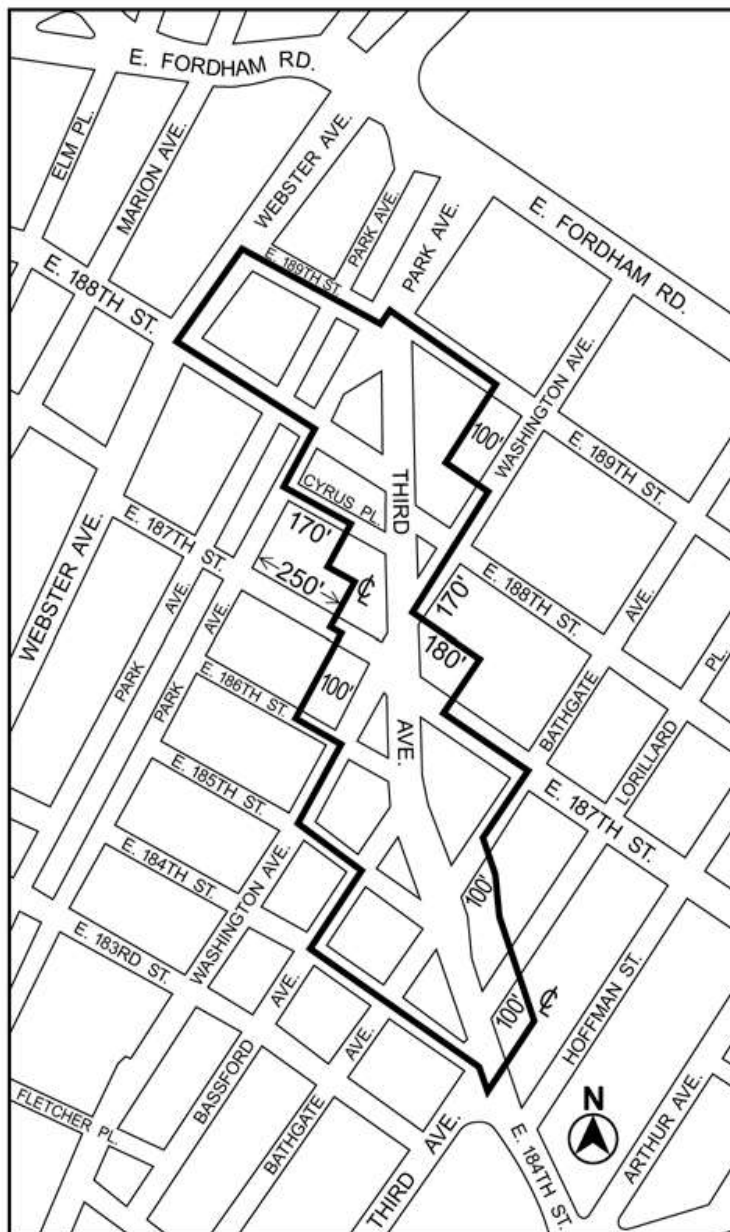 E. FORDHAM RD.
ELM PL.
MARION AVE.
WEBSTER AVE.
PARK AVE.
PARK AVE.
E. FORDHAM RD.
E. 189TH ST.
E. 188TH ST.
WASHINGTON AVE.
100'
E. 189TH ST.
THIRD
CYRUS PL.
170'
E. 187TH ST.
250'
℄
170'
E. 188TH ST.
WEBSTER AVE.
AVE.
AVE.
180'
PL.
PARK
PARK
E. 186TH ST.
100'
BATHGATE
LORILLARD
AVE.
E. 185TH ST.
E. 187TH ST.
E. 184TH ST.
WASHINGTON AVE.
100'
E. 183RD ST.
AVE.
100'
℄
HOFFMAN ST.
BASSFORD
AVE.
FLETCHER PL.
BATHGATE
THIRD AVE.
E. 184TH ST.
N
ARTHUR AVE.
AVE.